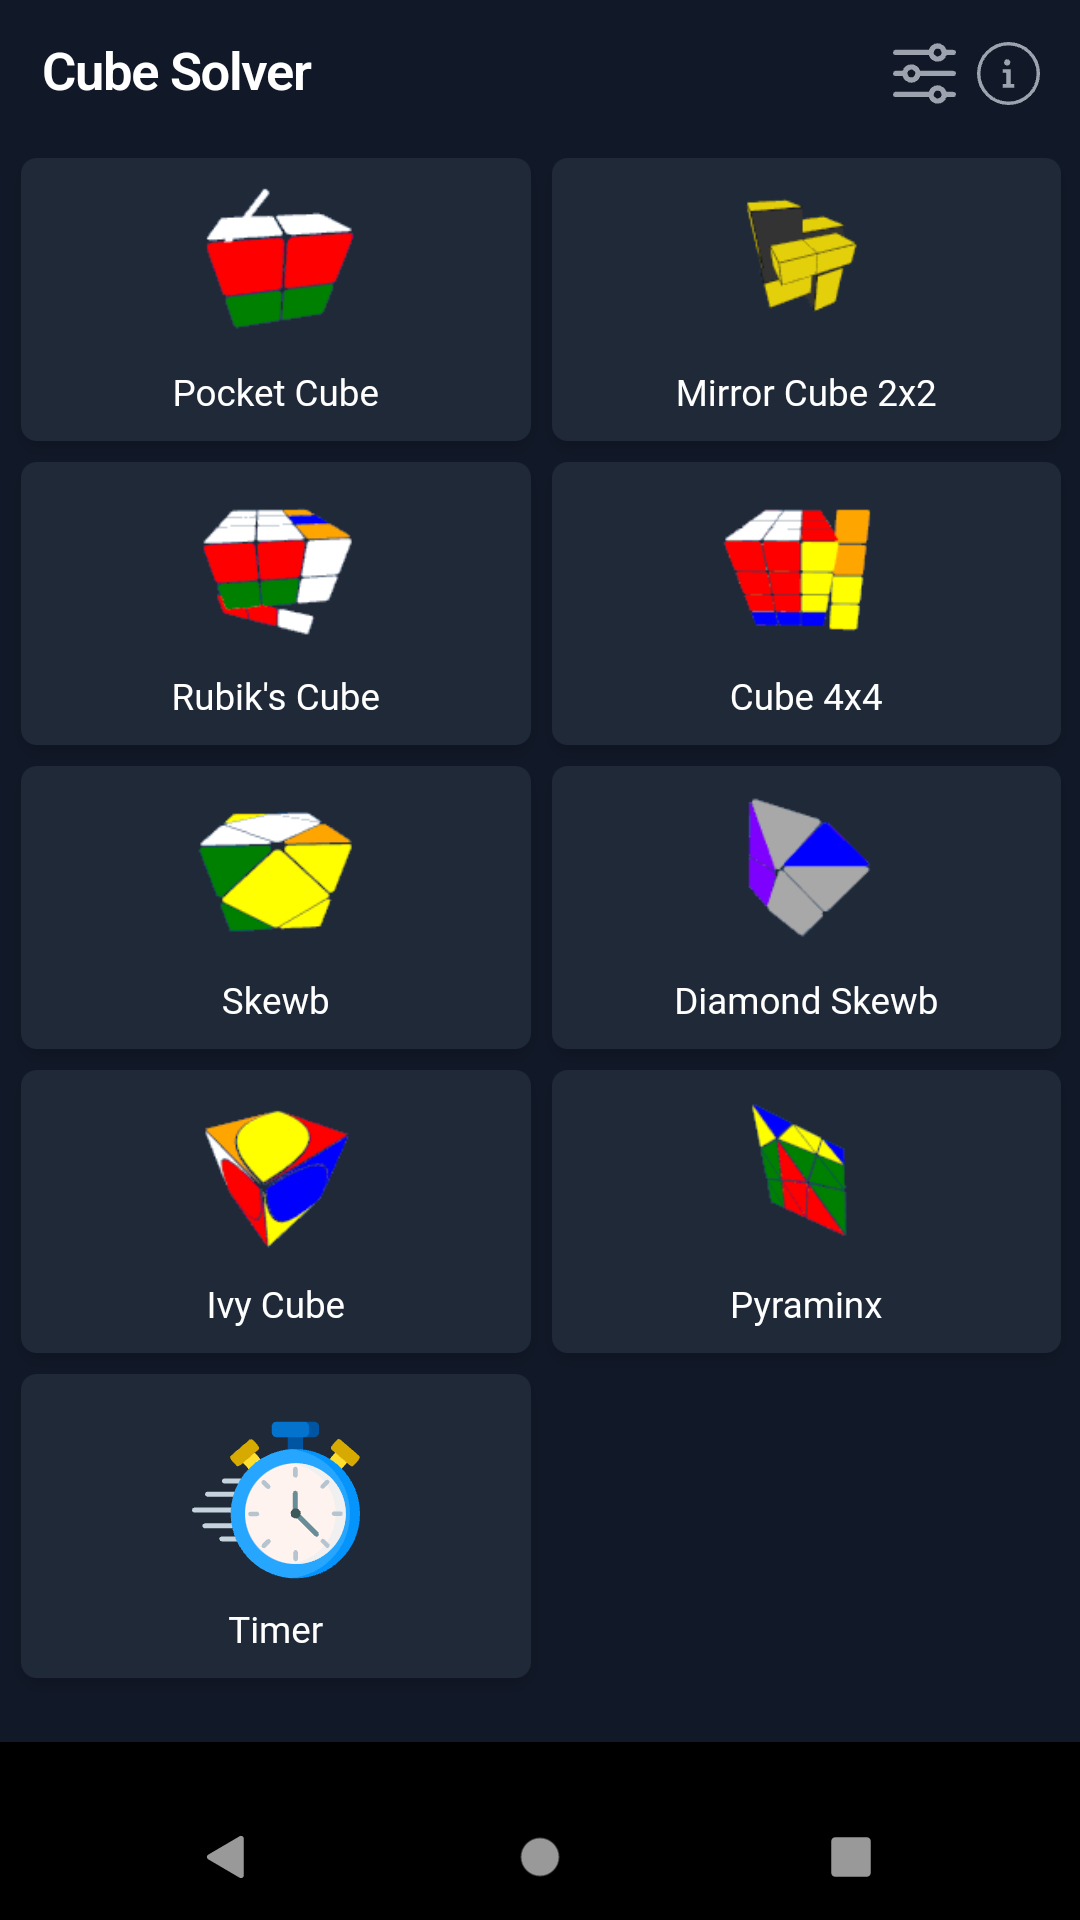 Cube Solver
Pocket Cube
Mirror Cube 2x2
Rubik's Cube
Cube 4x4
Skewb
Diamond Skewb
Ivy Cube
Pyraminx
Timer